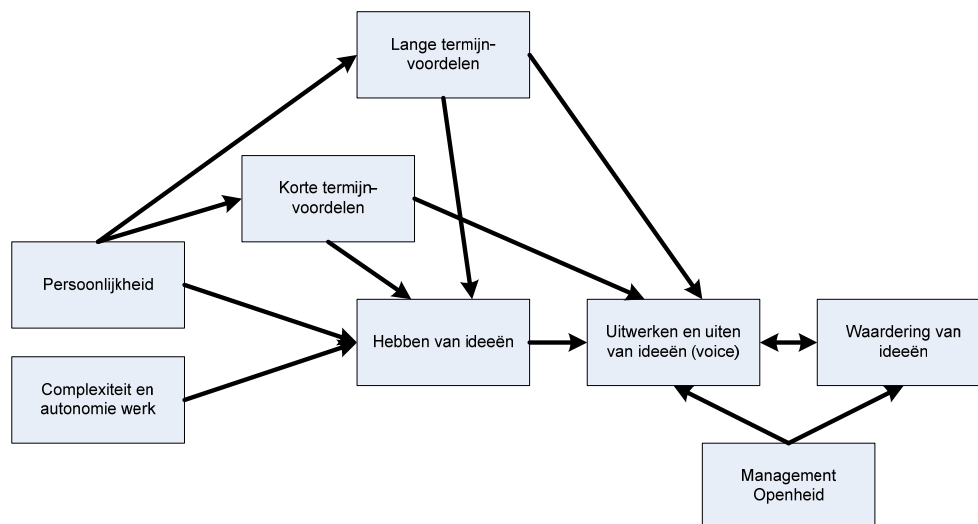 Lange termijn-
voordelen
Korte termijn-
voordelen
Persoonlijkheid
Hebben van ideeën
Uitwerken en uiten
van ideeën (voice)
Waardering van
ideeën
Complexiteit en
autonomie werk
Management
Openheid